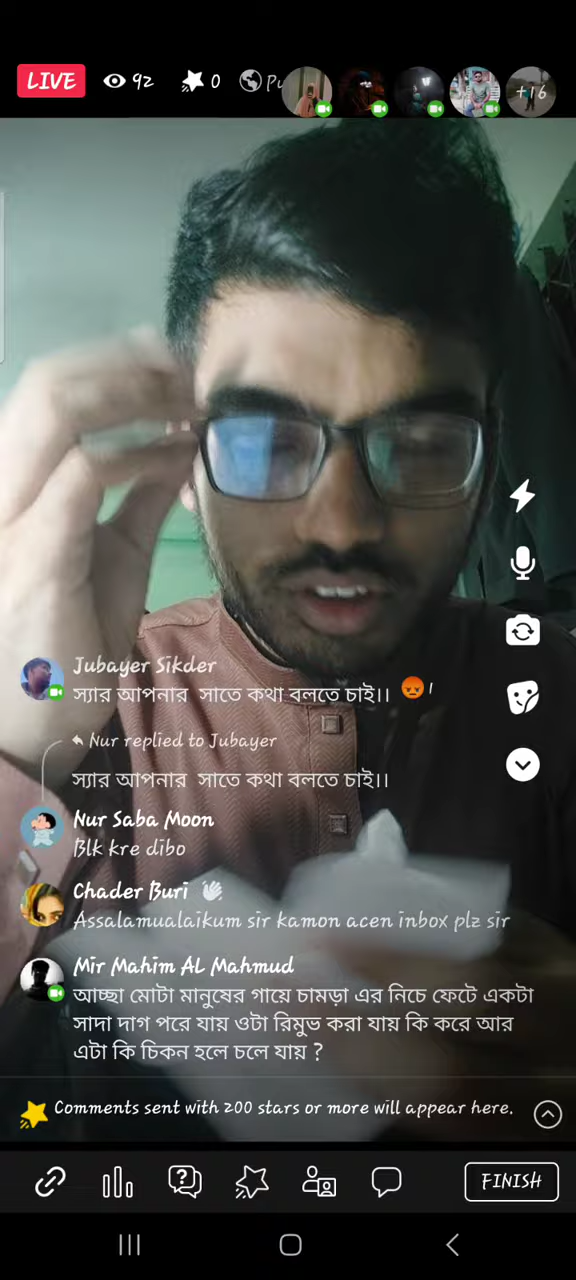 LIVE 92 0
+16
Jubayer Sikder
স্যার আপনার সাতে কথা বলতে চাই।। 1
Nur replied to Jubayer
স্যার আপনার সাতে কথা বলতে চাই।।
Nur Saba Moon
Blk kre dibo
Chader Buri
Assalamualaikum sir kamon acen inbox plz sir
Mir Mahim AL Mahmud
আচ্ছা মোটা মানুষের গায়ে চামড়া এর নিচে ফেটে একটা
সাদা দাগ পরে যায় ওটা রিমুভ করা যায় কি করে আর
এটা কি চিকন হলে চলে যায় ?
Comments sent with 200 stars or more will appear here.
FINISH